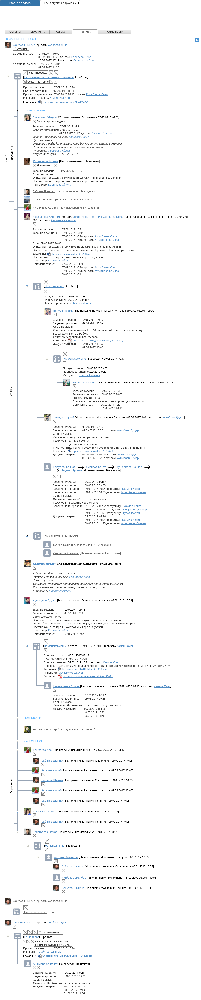 Рабочая область
Кас. покупки оборудов... ✖
Основная
Документы
Ссылки
Процессы
Комментарии
СВЯЗАННЫЕ ПРОЦЕССЫ
Сабитов Шынгыс (вр. зам. Колбаева Дина)
Отписать
Документ открыт: 07.03.2017 16:05
09.03.2017 11:23 вр. зам. Колбаева Дина
22.02.2017 17:13 пост. зам. Свешников Роман
Документ изменен: 07.03.2017 16:10
09.03.2017 11:38
Карта процесса
[Исполнение протокольных поручений: В работе]
Создать повторно
Процесс создан: 07.03.2017 16:10
Процесс запущен: 07.03.2017 16:11
Процесс перезапущен: 07.03.2017 16:15 вр. зам. Кольбаева Дина
Инициатор: вр. зам. Кольбаева Дина
Вложение: Протокол совещания.docx (104 Кбайт)
СОГЛАСОВАНИЕ
Группа 1
Поручение 1
Ерасилова Айгерим [На согласование: Отозвано - 07.03.2017 16:15]
Печать карточки задания
Задание создано: 07.03.2017 16:11
Задание прочитано: 07.03.2017 16:21
07.03.2017 16:25 вр. зам. Алиева Нуршат
Задание отозвано: вр. зам. Кольбаева Дина
Срок: не указан
Описание: Необходимо согласовать документ или внести замечания
Постановка на контроль: контрольный срок не указан
Контролер: Каримова Айгуль
Документ открыт: 07.03.2017 16:21
Мустафина Гулира [На согласование: Не начато]
Напомнить
Задание создано: 07.03.2017 16:15
Срок: не указан
Описание: Необходимо согласовать документ или внести замечания
Постановка на контроль: контрольный срок не указан
Контролер: Каримова Айгуль
Сабитов Шынгыс [На согласование: Не создано]
Шокпаров Ринат [На согласование: Не создано]
Утебалиева Самира [На согласование: Не создано]
Группа 2
Арыстанова Айгерим (вр. зам. Болатбеков Олжас, Рахманова Камила)[На согласование: Согласовано - в срок 09.03.2017
09:15 вр. зам. Рахманова Камила]
Задание создано: 07.03.2017 16:11
Задание прочитано: 07.03.2017 16:20
07.03.2017 16:40 вр. зам. Болатбеков Олжас
07.03.2017 17:58 вр. зам. Рахманова Камила
Срок: 09.03.2017 16:00
Описание: Необходимо согласовать документ или внести замечания
Отчет об исполнении: согласовала ссылаясь на Правила. Правила прикрепила
Вложение: Типовые правила.docx (357 Кбайт)
Постановка на контроль: контрольный срок не указан
Контролер: Каримова Айгуль
Документ открыт: 07.03.2017 16:20
07.03.2017 16:40 вр. зам. Болатбеков Олжас
07.03.2017 17:58 вр. зам. Рахманова Камила
09.03.2017 10:11
[На исполнение: В работе]
Процесс создан: 09.03.2017 09:17
Процесс запущен: 09.03.2017 09:17
Инициатор: пост. зам. Бузова Ирина
Попова Наталья [На исполнение отв.: Исполнено - без срока 09.03.2017 09:30]
Задание создано: 09.03.2017 09:17
Задание прочитано: 09.03.2017 11:57
Срок: не указан
Описание: замени пункты 17 и 18 согласно обговоренному варианту
Резолюция: взять в работу
Отчет об исполнении: все сделала!
Вложение: Регламент взаимодействия.pdf (241 Кбайт)
Документ открыт: 09.03.2017 11:57
09.03.2017 15:08
[На ознакомление: Завершен - 09.03.2017 10:18]
Процесс создан: 09.03.2017 09:25
Процесс запущен: 09.03.2017 09:25
Инициатор: Попова Наталья
Болатбеков Олжас [На ознакомление: Ознакомлено - в срок 09.03.2017 10:18]
Задание создано: 09.03.2017 10:01
Задание прочитано: 09.03.2017 10:05
Срок: 09.03.2017 11:30
Описание: отправь на электронку проект документа им.
Документ открыт: 09.03.2017 10:05
09.03.2017 10:15
Синицын Сергей [На исполнение: Исполнено - без срока 09.03.2017 10:34 пост. зам. Акимбаев Дидар]
Задание создано: 09.03.2017 09:17
Задание прочитано: 09.03.2017 10:05 пост. зам. Акимбаев Дидар
Срок: не указан
Описание: прошу внести правки в документ
Резолюция: взять в работу;
доложить свое мнение
Отчет об исполнении: прошу при проверке обратить внимание на п.17
Вложение: Проект исходящего.docx (113 Кбайт)
Документ открыт: 09.03.2017 10:05 пост. зам. Акимбаев Дидар
09.03.2017 10:29 пост. зам. Акимбаев Дидар
Бектуров Жаннат → Смаилов Канат → Кушербаев Данияр →
→ Якупов Рустем [На исполнение: Не начато]
Задание создано: 09.03.2017 09:17
Задание прочитано: 09.03.2017 09:20
Задание прочитано: 09.03.2017 10:05 делегатом Смаилов Канат
Задание прочитано: 09.03.2017 10:05 делегатом Кушербаев Данияр
Срок: не указан
Описание: замени п.13 - это по твоей части
Резолюция: доложить свое мнение
Задание делегировано: 09.03.2017 09:22 сотруднику Смаилов Канат
09.03.2017 10:38 сотруднику Кушербаев Данияр
09.03.2017 11:51 сотруднику Якупов Рустем
Документ открыт: 09.03.2017 09:20
09.03.2017 10:05 делегатом Смаилов Канат
09.03.2017 11:40 делегатом Кушербаев Данияр
[На ознакомление: Проект]
Кузиев Тахир [На ознакомление: Не создано]
Сыздыков Алимурат [На ознакомление: Не создано]
Каримов Нурлан [На согласование: Отозвано - 07.03.2017 16:15]
Задание создано: 07.03.2017 16:11
Задание отозвано: вр. зам. Кольбаева Дина
Срок: не указан
Описание: Необходимо согласовать документ или внести замечания
Постановка на контроль: контрольный срок не указан
Контролер: Каримова Айгуль
Жумагулов Даулет [На согласование: Согласовано - в срок 09.03.2017 10:05]
Задание создано: 09.03.2017 09:15
Задание прочитано: 09.03.2017 09:28
Срок: 09.03.2017 16:00
Описание: Необходимо согласовать документ или внести замечания
Отчет об исполнении: согласовала, но впредь прошу учесть мои комментарии!
Постановка на контроль: контрольный срок не указан
Контролер: Каримова Айгуль
Документ открыт: 09.03.2017 09:28
[На ознакомление: Отозван - 09.03.2017 10:11 пост. зам. Хамзин Олег]
Процесс создан: 09.03.2017 09:17
Процесс запущен: 09.03.2017 09:17
Процесс отозван: 09.03.2017 10:11 пост. зам. Хамзин Олег
Причина отзыва: не имею права делиться этой информацией согласно приложенному документу
Вложение: Регламент по ЗБиШИ.docx (1135 Кбайт)
Инициатор: Жумагулов Даулет
Вложение: Регламент взаимодействия.pdf (241 Кбайт)
Канапьянова Айгуль [На ознакомление: Отозвано 09.03.2017 10:11 пост. зам. Хамзин Олег]
Задание создано: 09.03.2017 09:17
Задание прочитано: 09.03.2017 09:23
Срок: не указан
Описание: Необходимо ознакомиться с документом
Документ открыт: 09.03.2017 09:23
10.03.2017 17:13
23.03.2017 11:56
ПОДПИСАНИЕ
Жумагалиев Аскар [На подписание: Не создано]
ИСПОЛНЕНИЕ
Поручение 1
Бекетаева Арай [На исполнение: Исполнено - в срок 09.03.2017 10:05]
Сабитов Шынгыс [На прием исполнения: Отклонено - 09.03.2017 10:05]
Бекетаева Арай [На исполнение: Исполнено - в срок 09.03.2017 10:05]
Сабитов Шынгыс [На прием исполнения: Отклонено - 09.03.2017 10:05]
Бекетаева Арай [На исполнение: Исполнено - в срок 09.03.2017 10:05]
Сабитов Шынгыс [На прием исполнения: Принято - 09.03.2017 10:05]
Рахманова Камила [На исполнение: Исполнено - 09.03.2017 10:05]
Сабитов Шынгыс [На прием исполнения: Принято - 09.03.2017 10:05]
Болатбеков Олжас [На исполнение: Исполнено - 09.03.2017 10:05]
[На исполнение: Завершен]
Айтбаев Заманбек [На исполнение: Исполнено - в срок 09.03.2017 10:05]
Сабитов Шынгыс [На прием исполнения: Отклонено - 09.03.2017 10:05]
Айтбаев Заманбек [На исполнение: Исполнено - в срок 09.03.2017 10:05]
Сабитов Шынгыс [На прием исполнения: Принято - 09.03.2017 10:05]
Сабитов Шынгыс (вр. зам. Колбаева Дина)
[На ознакомление: Проект]
Сабитов Шынгыс (вр. зам. Колбаева Дина)
Скрытые задания
[На перевод: В работе]
Печать листа согласования
Печать маршрута документа
Процесс создан: 07.03.2017 16:10
Инициатор: Сабитов Шынгыс
Вложение: Ответное письмо для АП.docx (104 Кбайт)
Ашимова Салтанат [На перевод: Не начато]
Задание создано: 09.03.2017 09:17
Задание прочитано: 09.03.2017 09:23
Срок: не указан
Описание: Необходимо перевести документ
Документ открыт: 09.03.2017 09:23
10.03.2017 17:13
23.03.2017 11:56